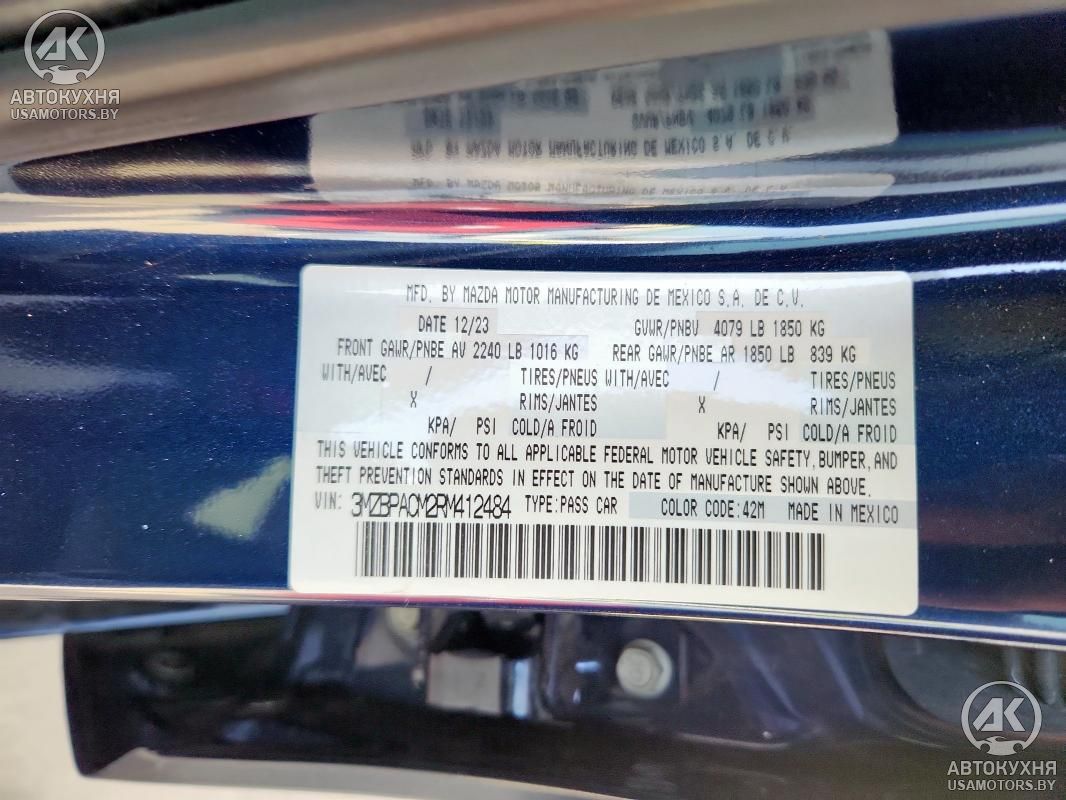 AK
АВТОКУХНЯ
USAMOTORS.BY
MFD. BY MAZDA MOTOR MANUFACTURING DE MEXICO S.A. DE C.V.
DATE 12/23 GVWR/PNBV 4079 LB 1850 KG
FRONT GAWR/PNBE AV 2240 LB 1016 KG REAR GAWR/PNBE AR 1850 LB 839 KG
WITH/AVEC / TIRES/PNEUS WITH/AVEC / TIRES/PNEUS
X RIMS/JANTES X RIMS/JANTES
KPA/ PSI COLD/A FROID KPA/ PSI COLD/A FROID
THIS VEHICLE CONFORMS TO ALL APPLICABLE FEDERAL MOTOR VEHICLE SAFETY, BUMPER, AND
THEFT PREVENTION STANDARDS IN EFFECT ON THE DATE OF MANUFACTURE SHOWN ABOVE.
VIN: 3MZBPACM2RM412484 TYPE: PASS CAR COLOR CODE: 42M MADE IN MEXICO
AK
АВТОКУХНЯ
USAMOTORS.BY